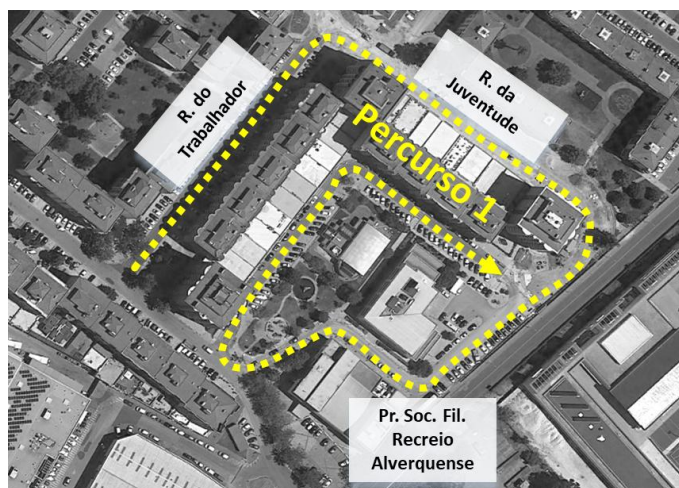 R. do
Trabalhador
R. da
Juventude
Percurso 1
Pr. Soc. Fil.
Recreio
Alverquense